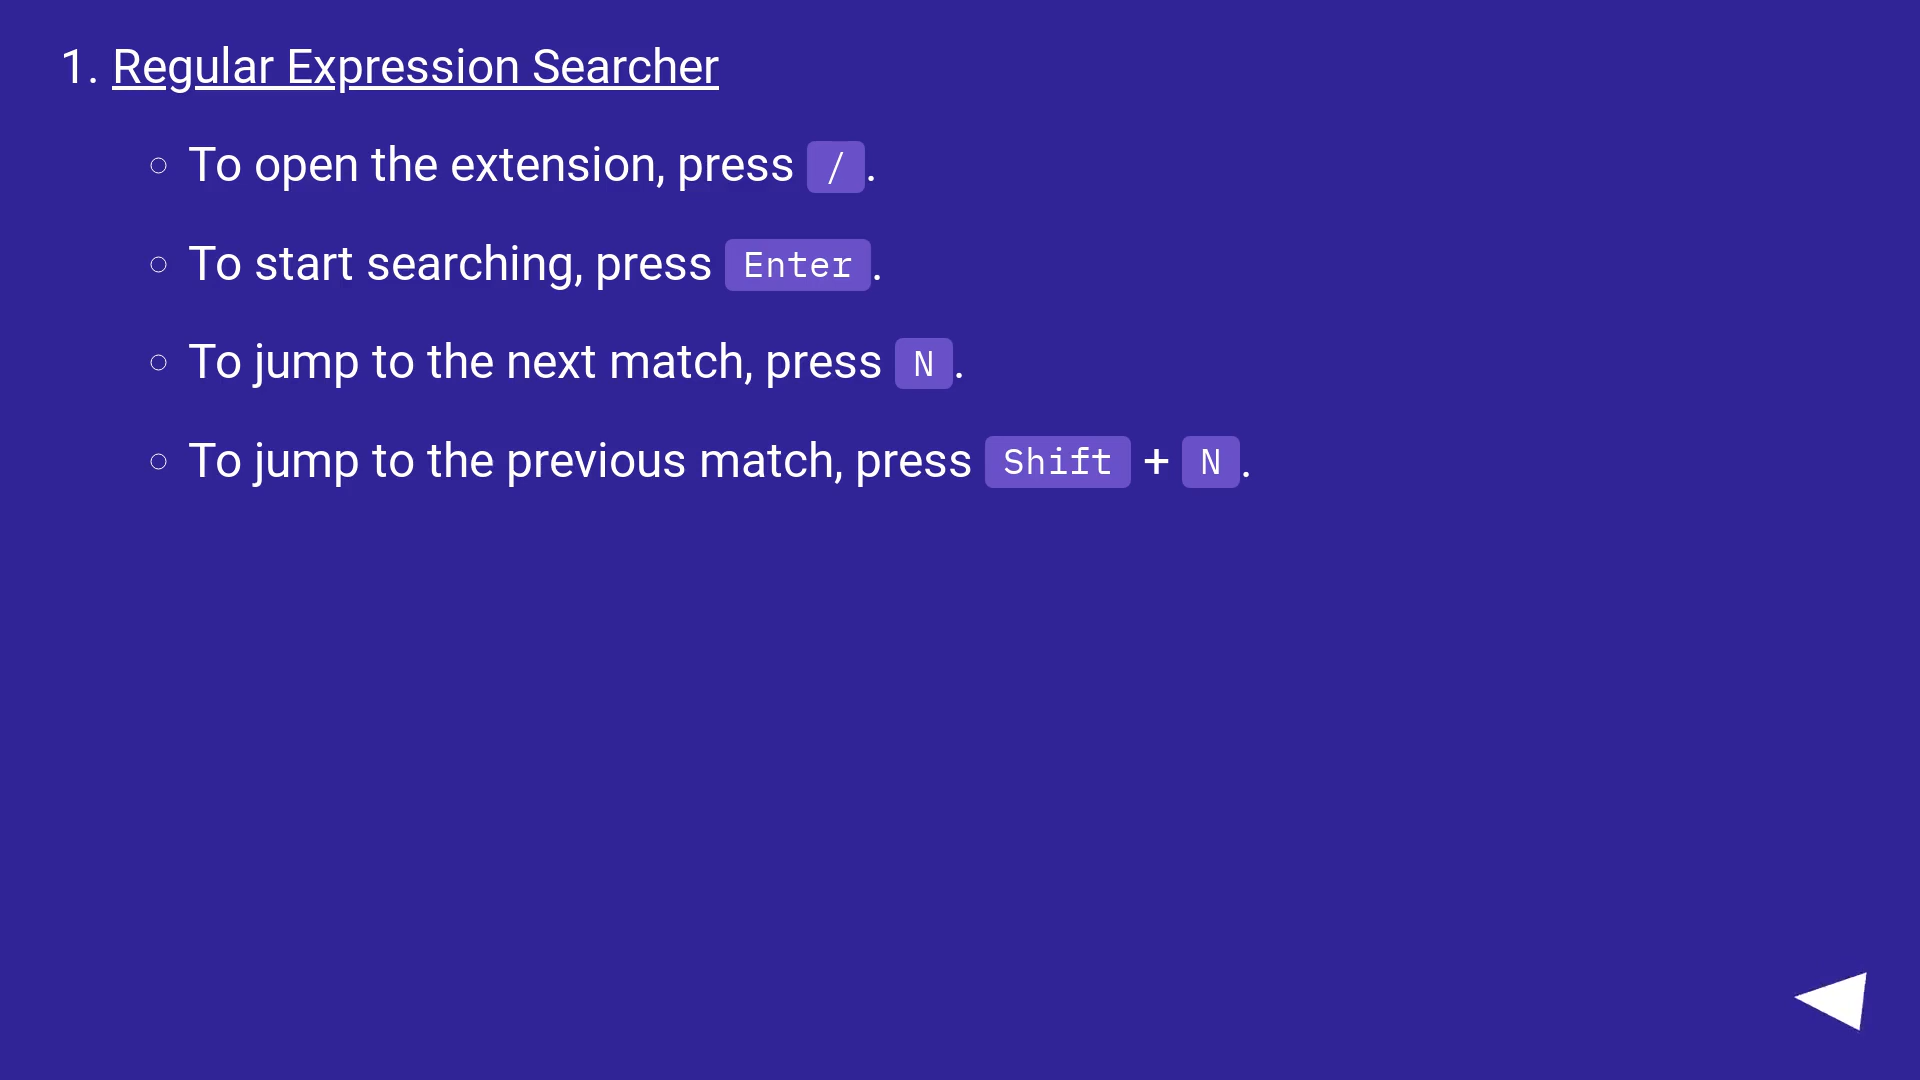 1. Regular Expression Searcher
To open the extension, press /.
To start searching, press Enter.
To jump to the next match, press N.
To jump to the previous match, press Shift + N.